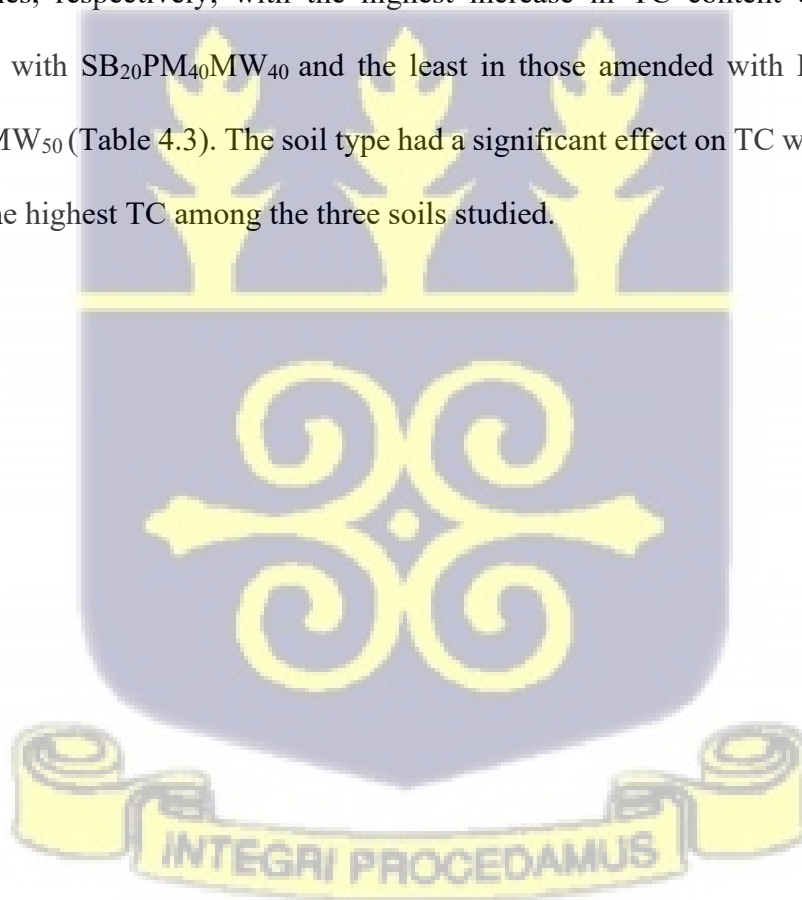 respectively, with the highest increase in TC content
with SB₂₀PM₄₀MW₄₀ and the least in those amended with
MW₅₀ (Table 4.3). The soil type had a significant effect on TC
highest TC among the three soils studied.
INTEGRI PROCEDAMUS